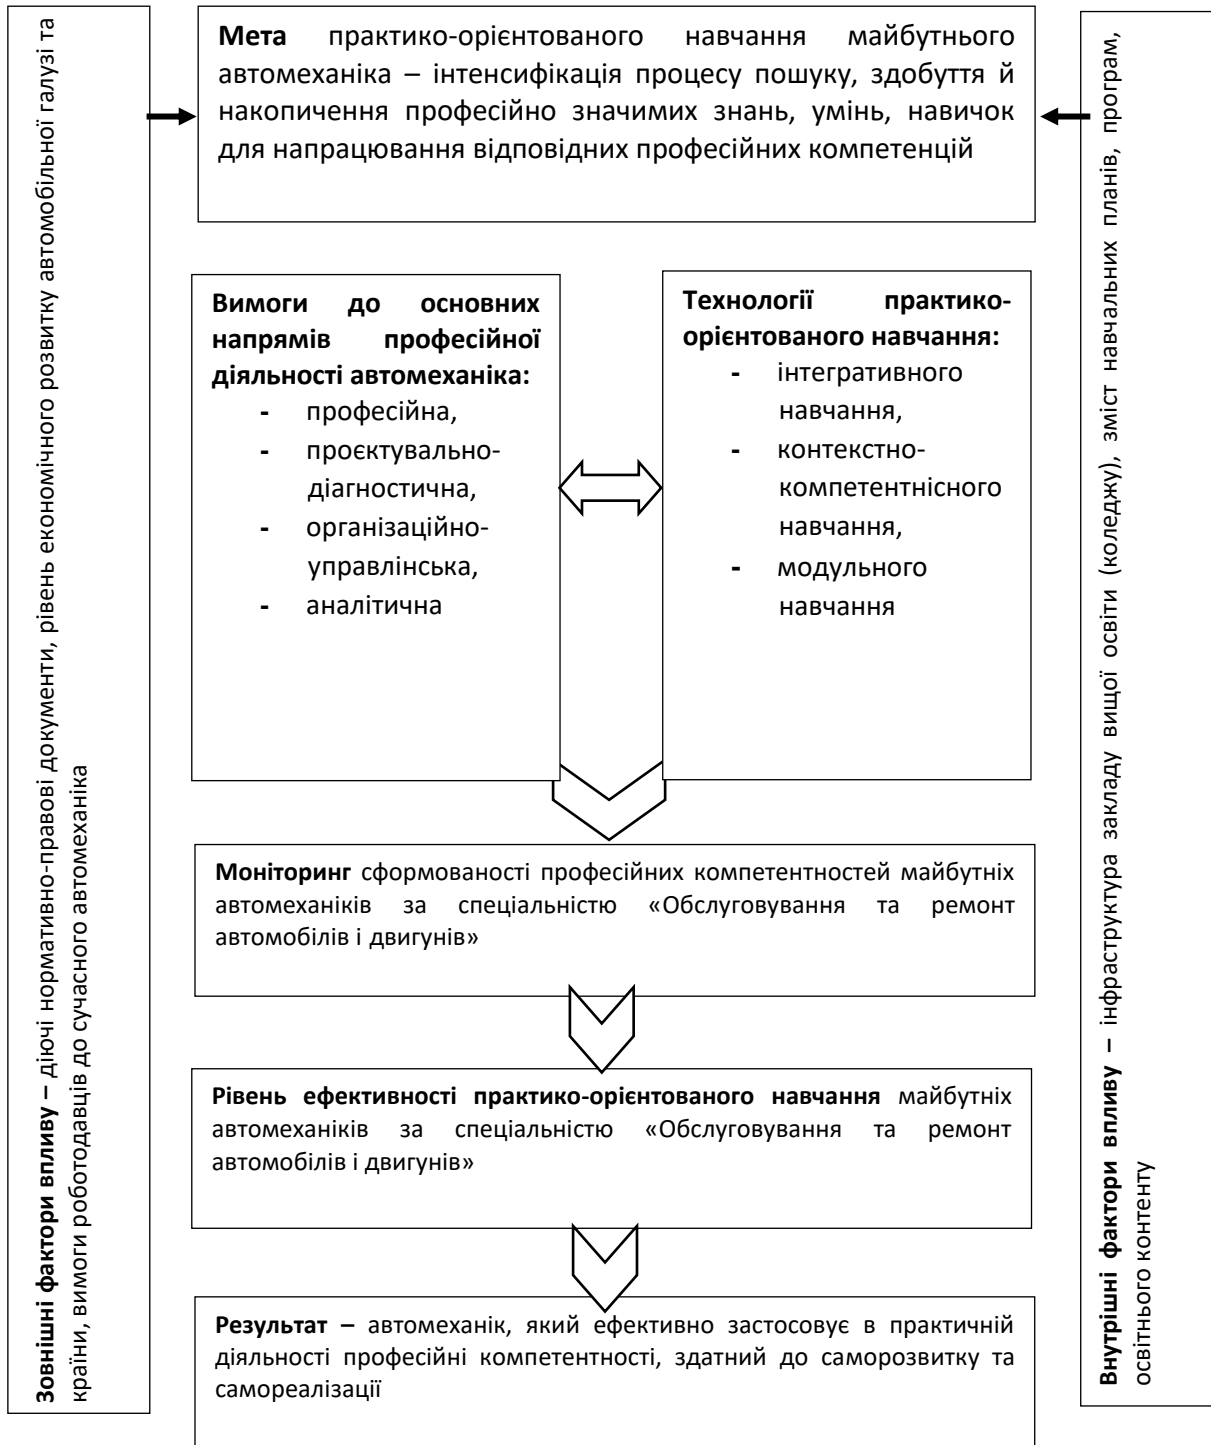 Зовнішні фактори впливу – діючі нормативно-правові документи, рівень економічного розвитку автомобільної галузі та
країни, вимоги роботодавців до сучасного автомеханіка
Мета практико-орієнтованого навчання майбутнього
автомеханіка – інтенсифікація процесу пошуку, здобуття й
накопичення професійно значимих знань, умінь, навичок
для напрацювання відповідних професійних компетенцій
Вимоги до основних
напрямів професійної
діяльності автомеханіка:
- професійна,
- проєктувально-
діагностична,
- організаційно-
управлінська,
- аналітична
Технології практико-
орієнтованого навчання:
- інтегративного
навчання,
- контекстно-
компетентнісного
навчання,
- модульного
навчання
Моніторинг сформованості професійних компетентностей майбутніх
автомеханіків за спеціальністю «Обслуговування та ремонт
автомобілів і двигунів»
Рівень ефективності практико-орієнтованого навчання майбутніх
автомеханіків за спеціальністю «Обслуговування та ремонт
автомобілів і двигунів»
Результат – автомеханік, який ефективно застосовує в практичній
діяльності професійні компетентності, здатний до саморозвитку та
самореалізації
Внутрішні фактори впливу – інфраструктура закладу вищої освіти (коледжу), зміст навчальних планів, програм,
освітнього контенту